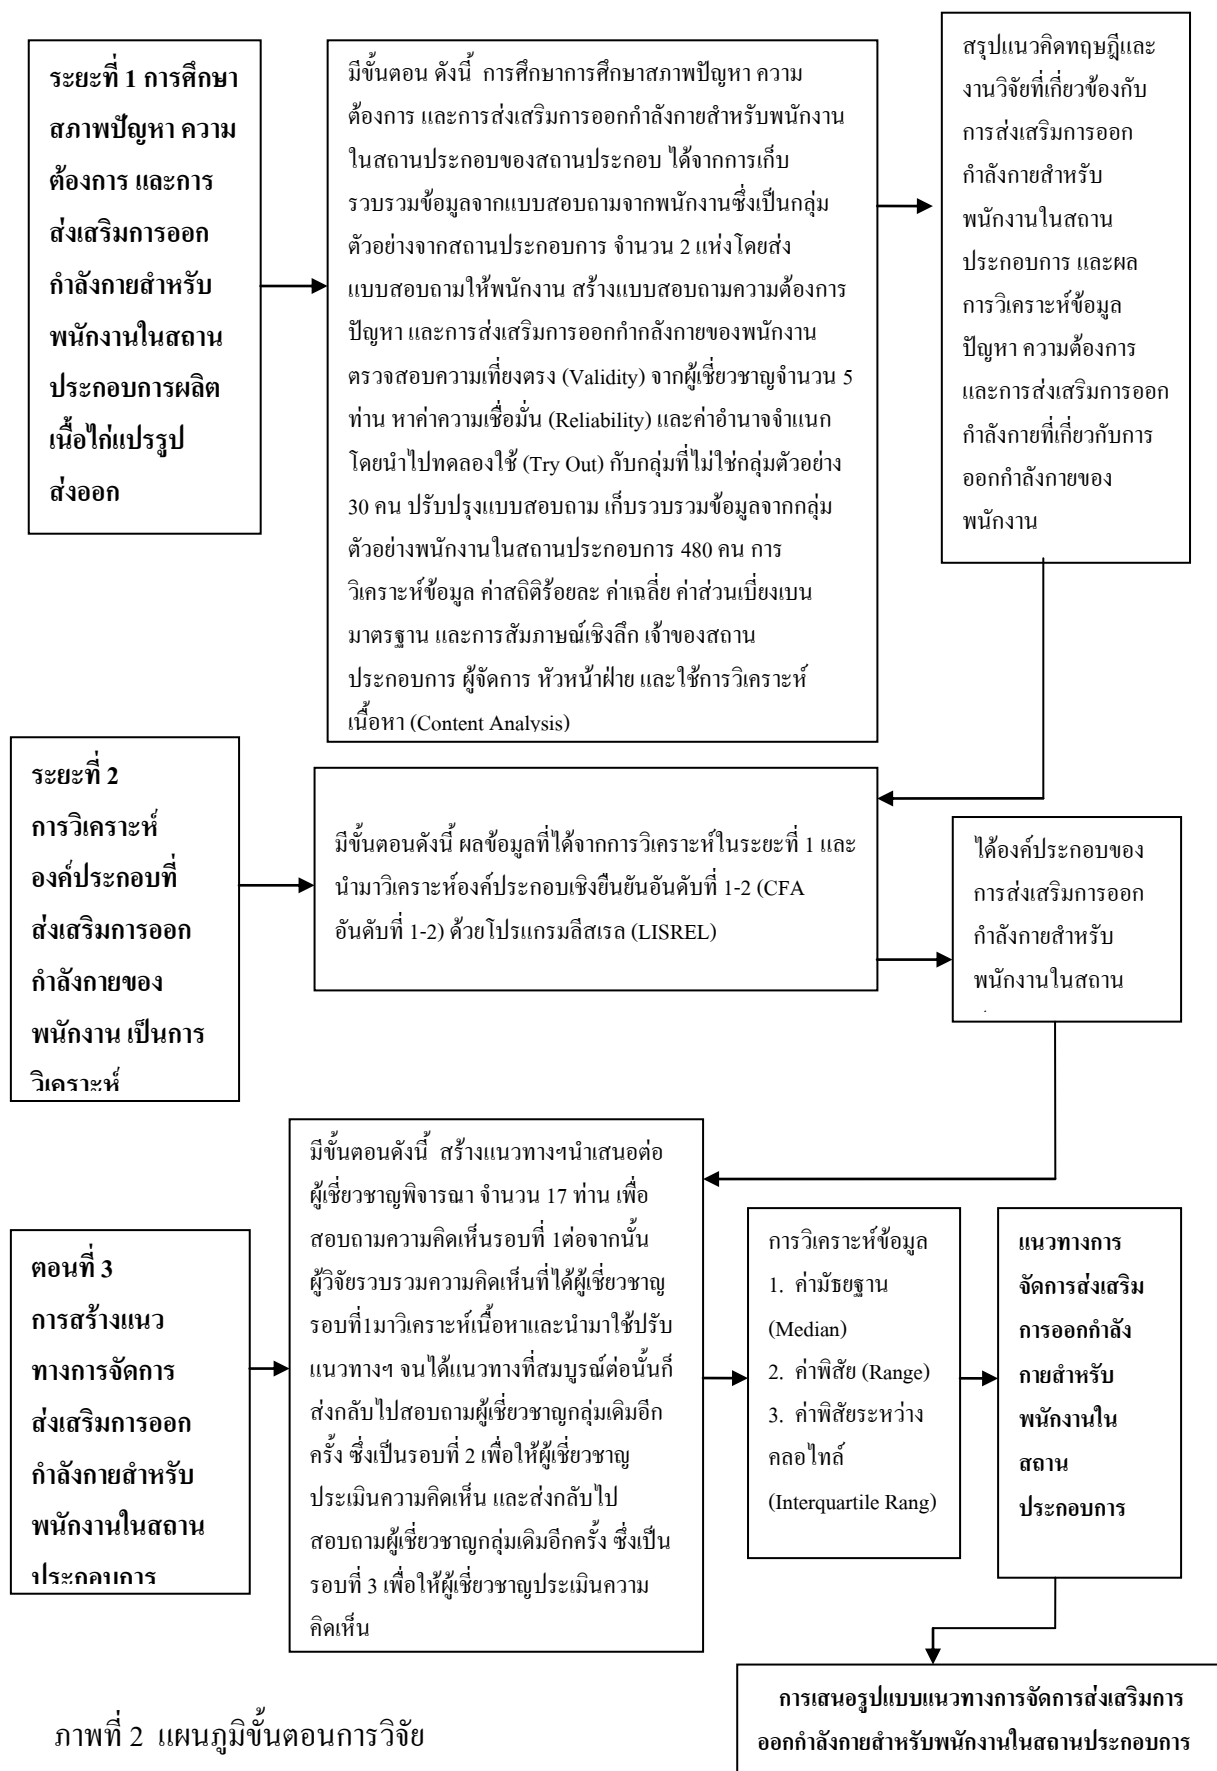 ระยะที่ 1 การศึกษา
สภาพปัญหา ความ
ต้องการ และการ
ส่งเสริมการออก
กำลังกายสำหรับ
พนักงานในสถาน
ประกอบการผลิต
เนื้อไก่แปรรูป
ส่งออก
มีขั้นตอน ดังนี้ การศึกษาการศึกษาสภาพปัญหา ความ
ต้องการ และการส่งเสริมการออกกำลังกายสำหรับพนักงาน
ในสถานประกอบของสถานประกอบ ได้จากการเก็บ
รวบรวมข้อมูลจากแบบสอบถามจากพนักงานซึ่งเป็นกลุ่ม
ตัวอย่างจากสถานประกอบการ จำนวน 2 แห่งโดยส่ง
แบบสอบถามให้พนักงาน สร้างแบบสอบถามความต้องการ
ปัญหา และการส่งเสริมการออกกำกลังกายของพนักงาน
ตรวจสอบความเที่ยงตรง (Validity) จากผู้เชี่ยวชาญจำนวน 5
ท่าน หาค่าความเชื่อมั่น (Reliability) และค่าอำนาจจำแนก
โดยนำไปทดลองใช้ (Try Out) กับกลุ่มที่ไม่ใช่กลุ่มตัวอย่าง
30 คน ปรับปรุงแบบสอบถาม เก็บรวบรวมข้อมูลจากกลุ่ม
ตัวอย่างพนักงานในสถานประกอบการ 480 คน การ
วิเคราะห์ข้อมูล ค่าสถิติร้อยละ ค่าเฉลี่ย ค่าส่วนเบี่ยงเบน
มาตรฐาน และการสัมภาษณ์เชิงลึก เจ้าของสถาน
ประกอบการ ผู้จัดการ หัวหน้าฝ่าย และใช้การวิเคราะห์
เนื้อหา (Content Analysis)
สรุปแนวคิดทฤษฎีและ
งานวิจัยที่เกี่ยวข้องกับ
การส่งเสริมการออก
กำลังกายสำหรับ
พนักงานในสถาน
ประกอบการ และผล
การวิเคราะห์ข้อมูล
ปัญหา ความต้องการ
และการส่งเสริมการออก
กำลังกายที่เกี่ยวกับการ
ออกกำลังกายของ
พนักงาน
ระยะที่ 2
การวิเคราะห์
องค์ประกอบที่
ส่งเสริมการออก
กำลังกายของ
พนักงาน เป็นการ
วิเคราะห์
มีขั้นตอนดังนี้ ผลข้อมูลที่ได้จากการวิเคราะห์ในระยะที่ 1 และ
นำมาวิเคราะห์องค์ประกอบเชิงยืนยันอันดับที่ 1-2 (CFA
อันดับที่ 1-2) ด้วยโปรแกรมลีสเรล (LISREL)
ได้องค์ประกอบของ
การส่งเสริมการออก
กำลังกายสำหรับ
พนักงานในสถาน
ตอนที่ 3
การสร้างแนว
ทางการจัดการ
ส่งเสริมการออก
กำลังกายสำหรับ
พนักงานในสถาน
ประกอบการ
มีขั้นตอนดังนี้ สร้างแนวทางฯนำเสนอต่อ
ผู้เชี่ยวชาญพิจารณา จำนวน 17 ท่าน เพื่อ
สอบถามความคิดเห็นรอบที่ 1ต่อจากนั้น
ผู้วิจัยรวบรวมความคิดเห็นที่ได้ผู้เชี่ยวชาญ
รอบที่1มาวิเคราะห์เนื้อหาและนำมาใช้ปรับ
แนวทางฯ จนได้แนวทางที่สมบูรณ์ต่อนั้นก็
ส่งกลับไปสอบถามผู้เชี่ยวชาญกลุ่มเดิมอีก
ครั้ง ซึ่งเป็นรอบที่ 2 เพื่อให้ผู้เชี่ยวชาญ
ประเมินความคิดเห็น และส่งกลับไป
สอบถามผู้เชี่ยวชาญกลุ่มเดิมอีกครั้ง ซึ่งเป็น
รอบที่ 3 เพื่อให้ผู้เชี่ยวชาญประเมินความ
คิดเห็น
การวิเคราะห์ข้อมูล
1. ค่ามัธยฐาน
(Median)
2. ค่าพิสัย (Range)
3. ค่าพิสัยระหว่าง
คลอไทล์
(Interquartile Rang)
แนวทางการ
จัดการส่งเสริม
การออกกำลัง
กายสำหรับ
พนักงานใน
สถาน
ประกอบการ
การเสนอรูปแบบแนวทางการจัดการส่งเสริมการ
ออกกำลังกายสำหรับพนักงานในสถานประกอบการ
ภาพที่ 2 แผนภูมิขั้นตอนการวิจัย